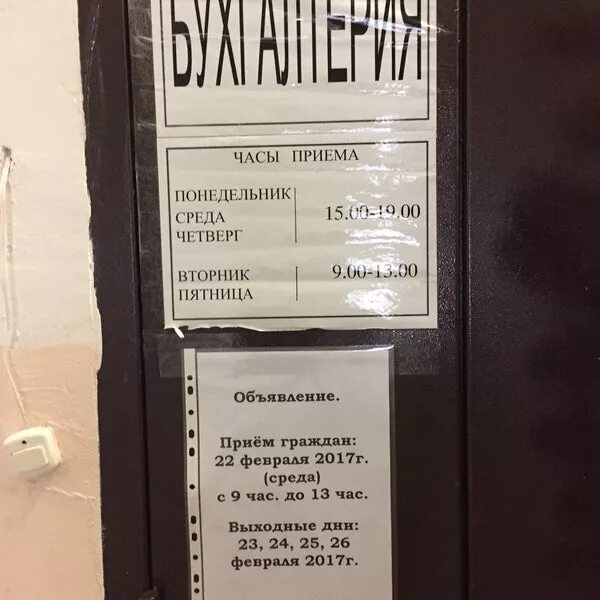 БУХГАЛТЕРИЯ
ЧАСЫ ПРИЕМА
ПОНЕДЕЛЬНИК
СРЕДА 15.00-19.00
ЧЕТВЕРГ
ВТОРНИК 9.00-13.00
ПЯТНИЦА
Объявление.
Приём граждан:
22 февраля 2017г.
(среда)
с 9 час. до 13 час.
Выходные дни:
23, 24, 25, 26
февраля 2017г.